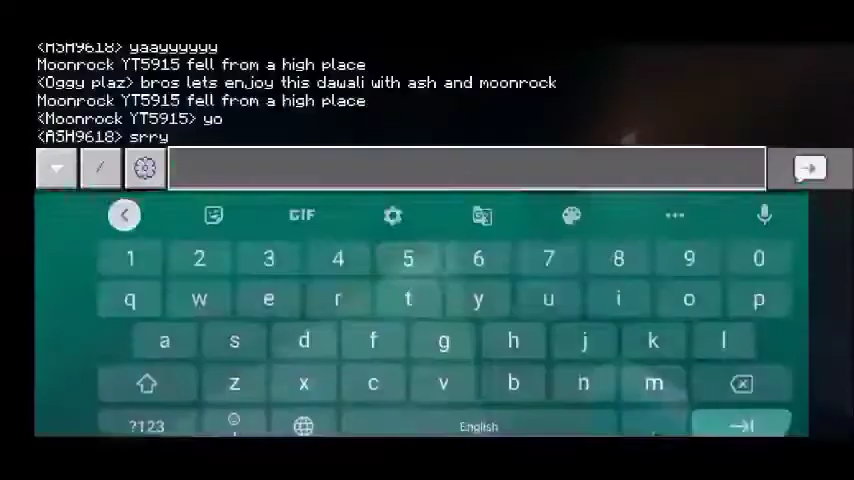 <ASH9618> yaayyyyyy
Moonrock YT5915 fell from a high place
<Oggy plaz> bros lets enjoy this dawali with ash and moonrock
Moonrock YT5915 fell from a high place
<Moonrock YT5915> yo
<ASH9618> srry
/
GIF
1 2 3 4 5 6 7 8 9 0
q w e r t y u i o p
a s d f g h j k l
z x c v b n m
?123 , English .